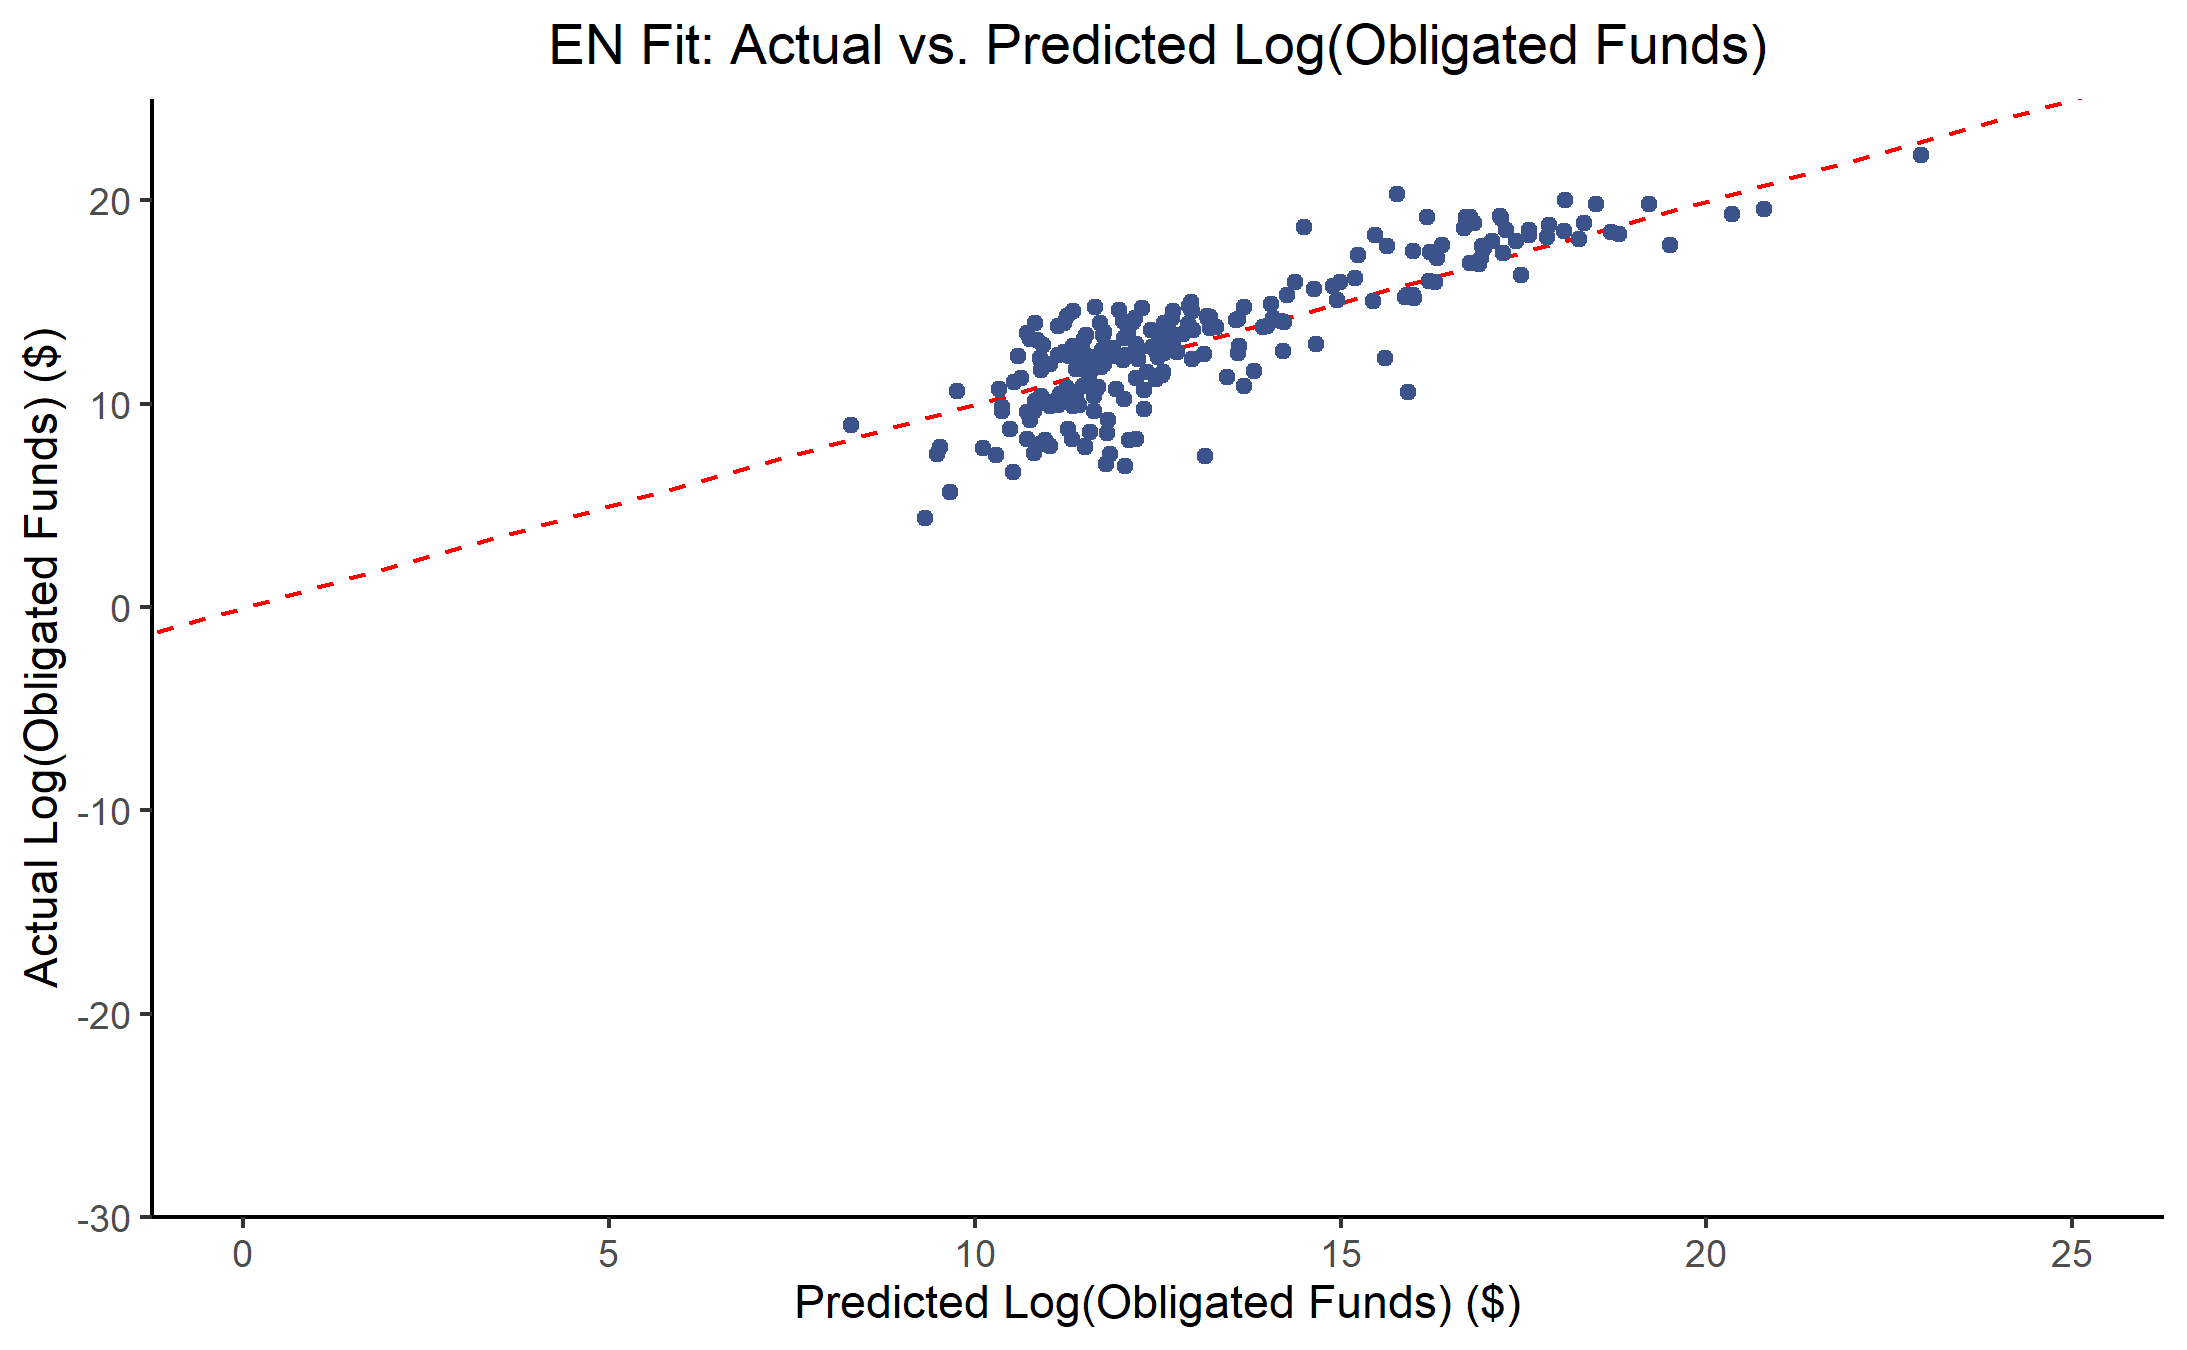 EN Fit: Actual vs. Predicted Log(Obligated Funds)
Actual Log(Obligated Funds) ($)
20
10
0
-10
-20
-30
0 5 10 15 20 25
Predicted Log(Obligated Funds) ($)